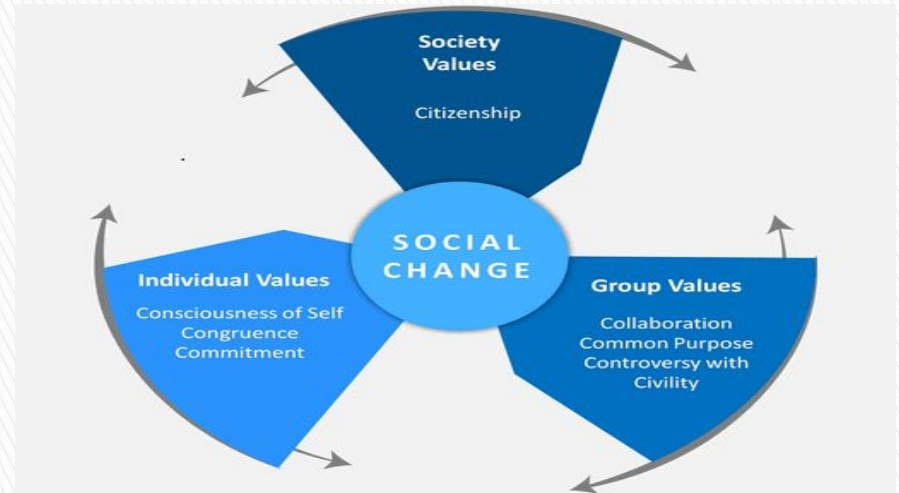 Society
Values
Citizenship
SOCIAL
CHANGE
Individual Values
Consciousness of Self
Congruence
Commitment
Group Values
Collaboration
Common Purpose
Controversy with
Civility